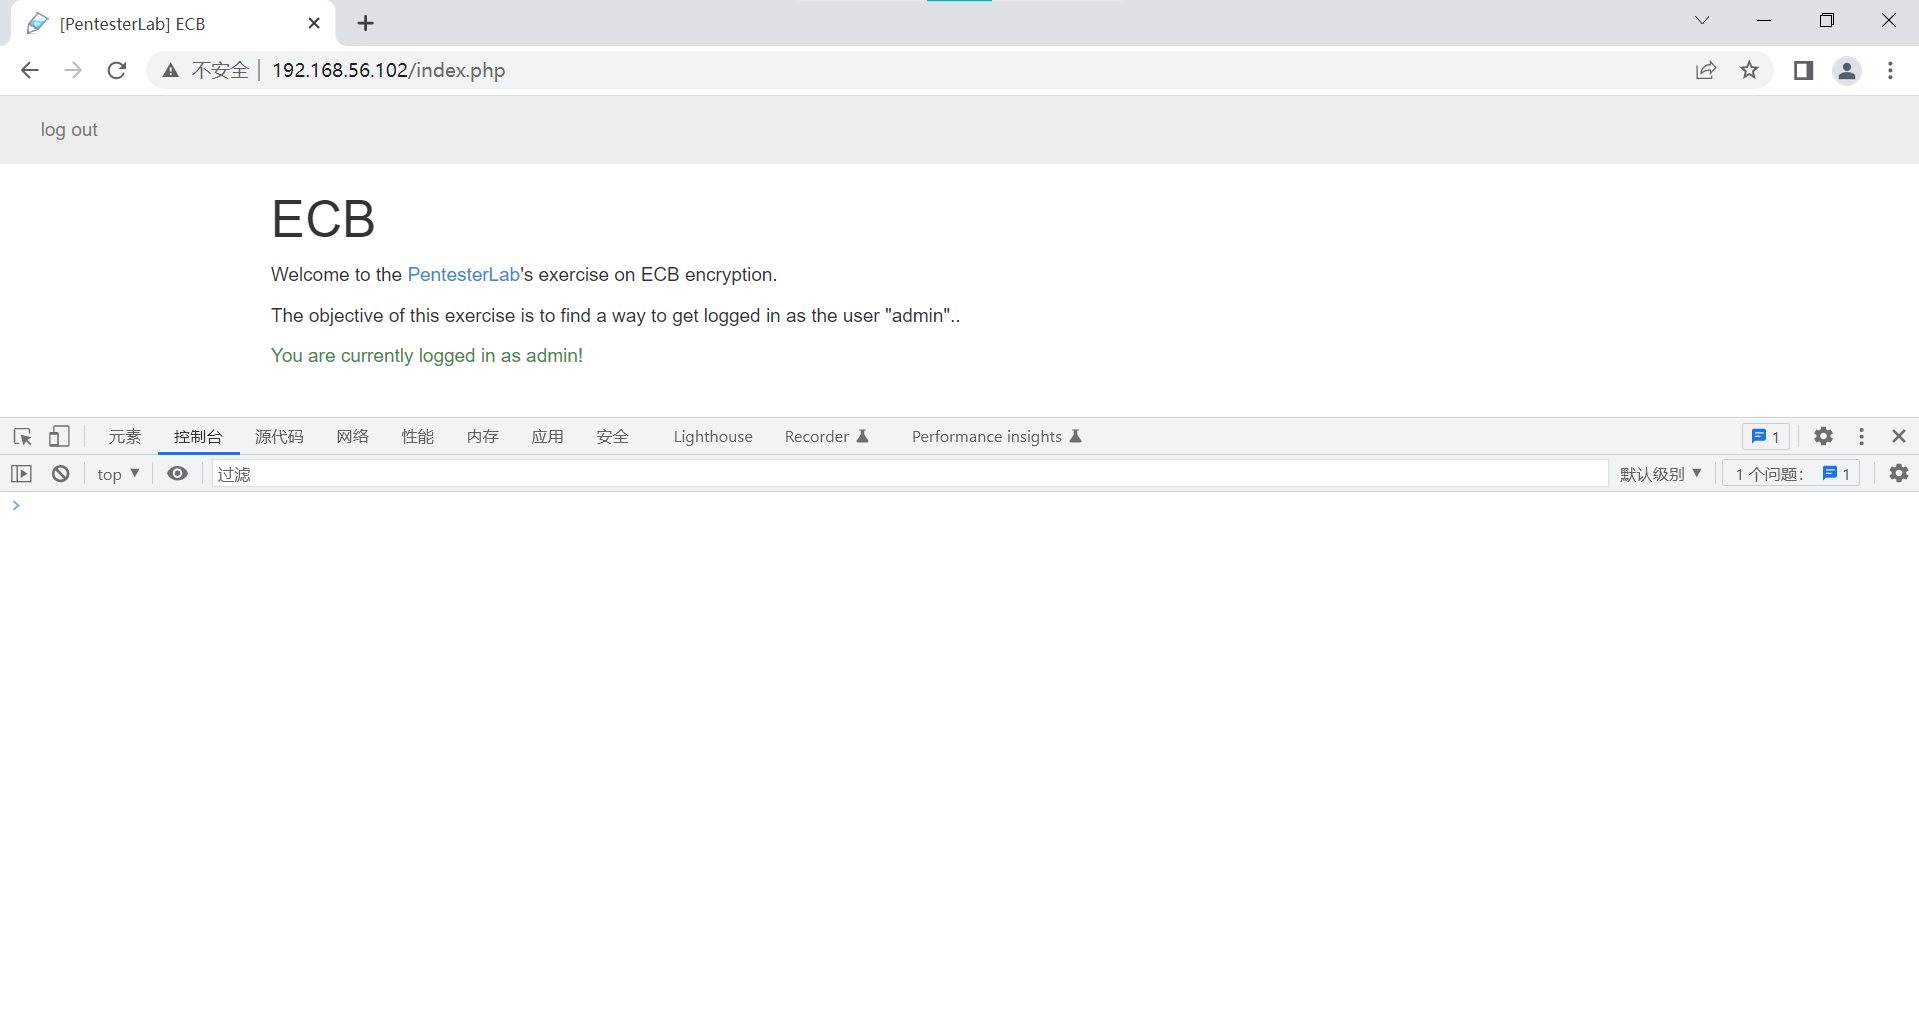 [PentesterLab] ECB
不安全 192.168.56.102/index.php
log out
ECB
Welcome to the PentesterLab's exercise on ECB encryption.
The objective of this exercise is to find a way to get logged in as the user "admin"..
You are currently logged in as admin!
元素 控制台 源代码 网络 性能 内存 应用 安全 Lighthouse Recorder Performance insights 1
top 过滤 默认级别 1 个问题: 1